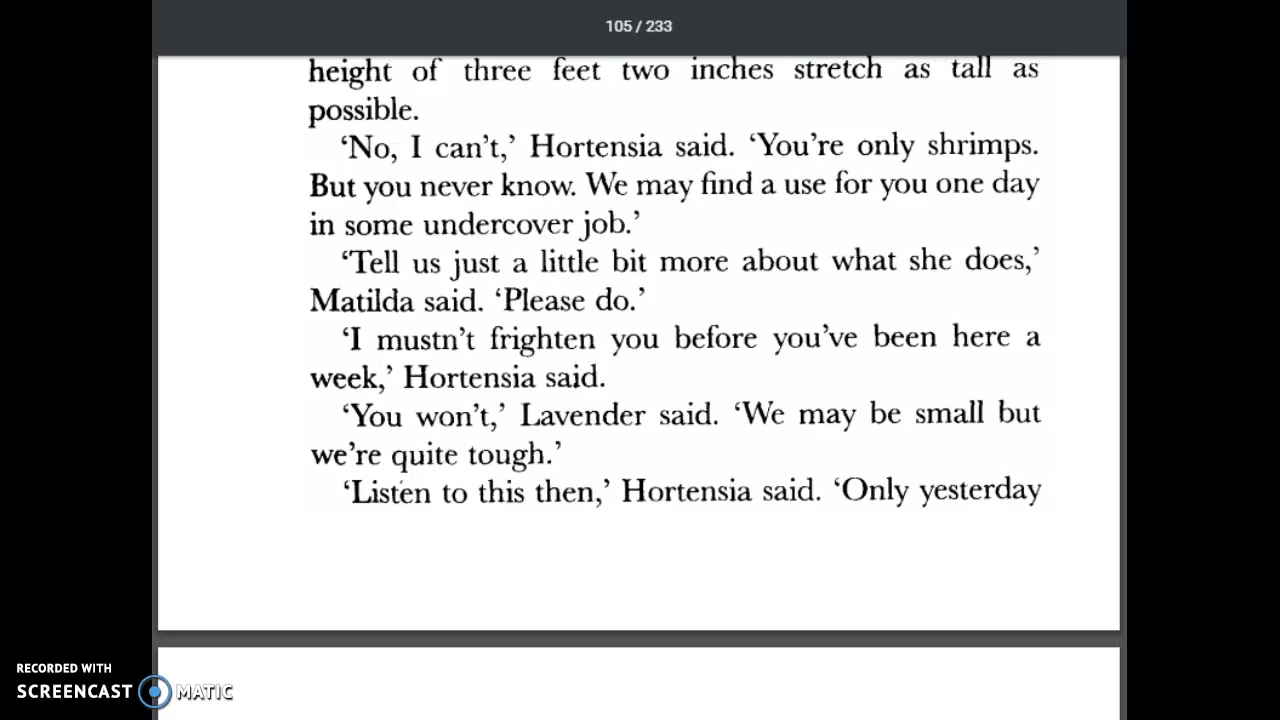 105 / 233
height of three feet two inches stretch as tall as
possible.
‘No, I can’t,’ Hortensia said. ‘You’re only shrimps.
But you never know. We may find a use for you one day
in some undercover job.’
‘Tell us just a little bit more about what she does,’
Matilda said. ‘Please do.’
‘I mustn’t frighten you before you’ve been here a
week,’ Hortensia said.
‘You won’t,’ Lavender said. ‘We may be small but
we’re quite tough.’
‘Listen to this then,’ Hortensia said. ‘Only yesterday
RECORDED WITH
SCREENCAST MATIC